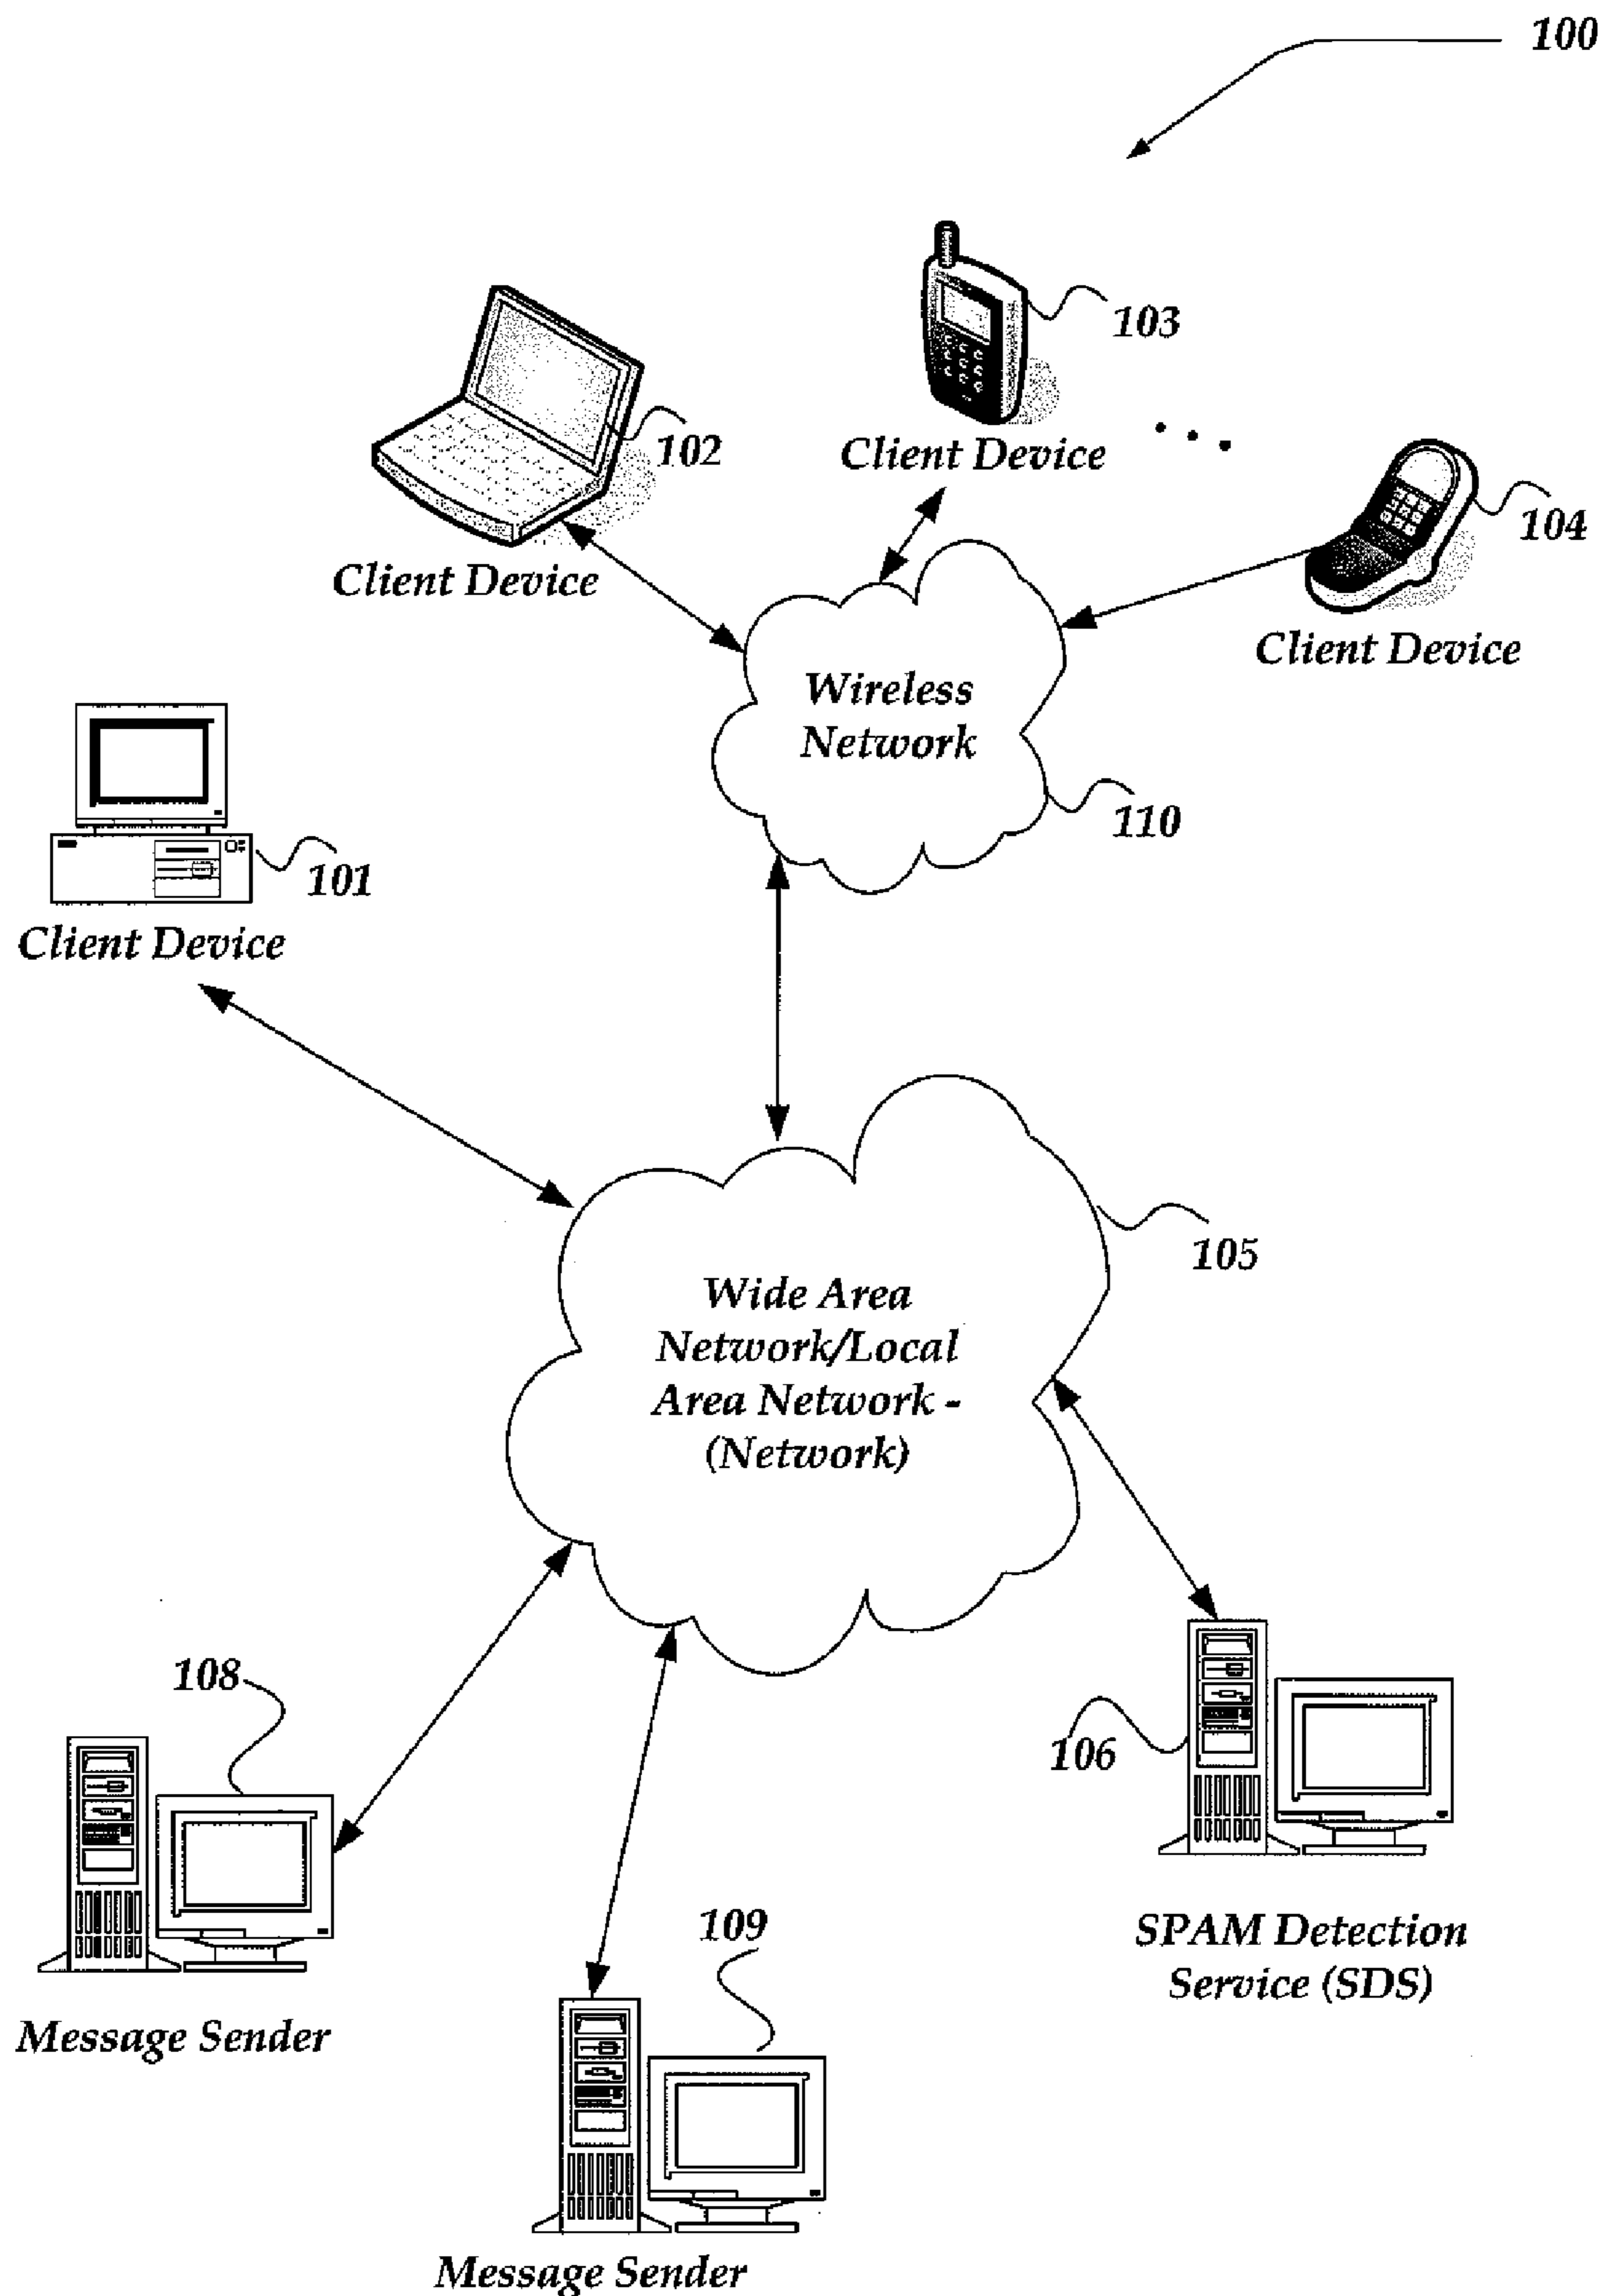 100
103
102
Client Device
104
Client Device
Client Device
Wireless
Network
110
101
Client Device
105
Wide Area
Network/Local
Area Network -
(Network)
108
106
109
SPAM Detection
Service (SDS)
Message Sender
Message Sender